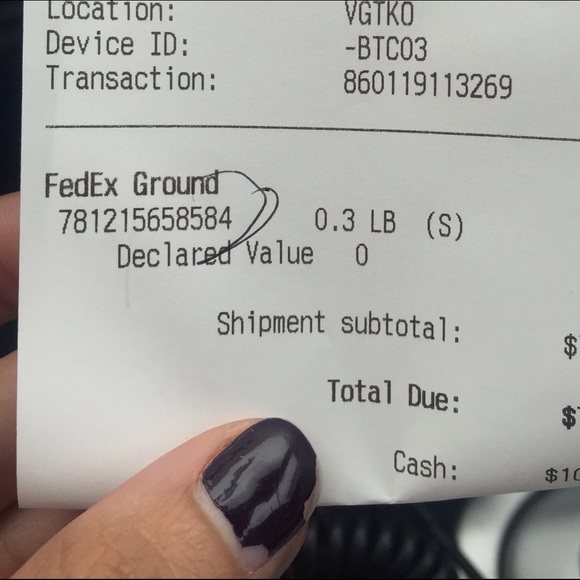 Location: VGTKO
Device ID: -BTC03
Transaction: 860119113269
FedEx Ground
781215658584 0.3 LB (S)
Declared Value 0
Shipment subtotal: $
Total Due: $
Cash: $10